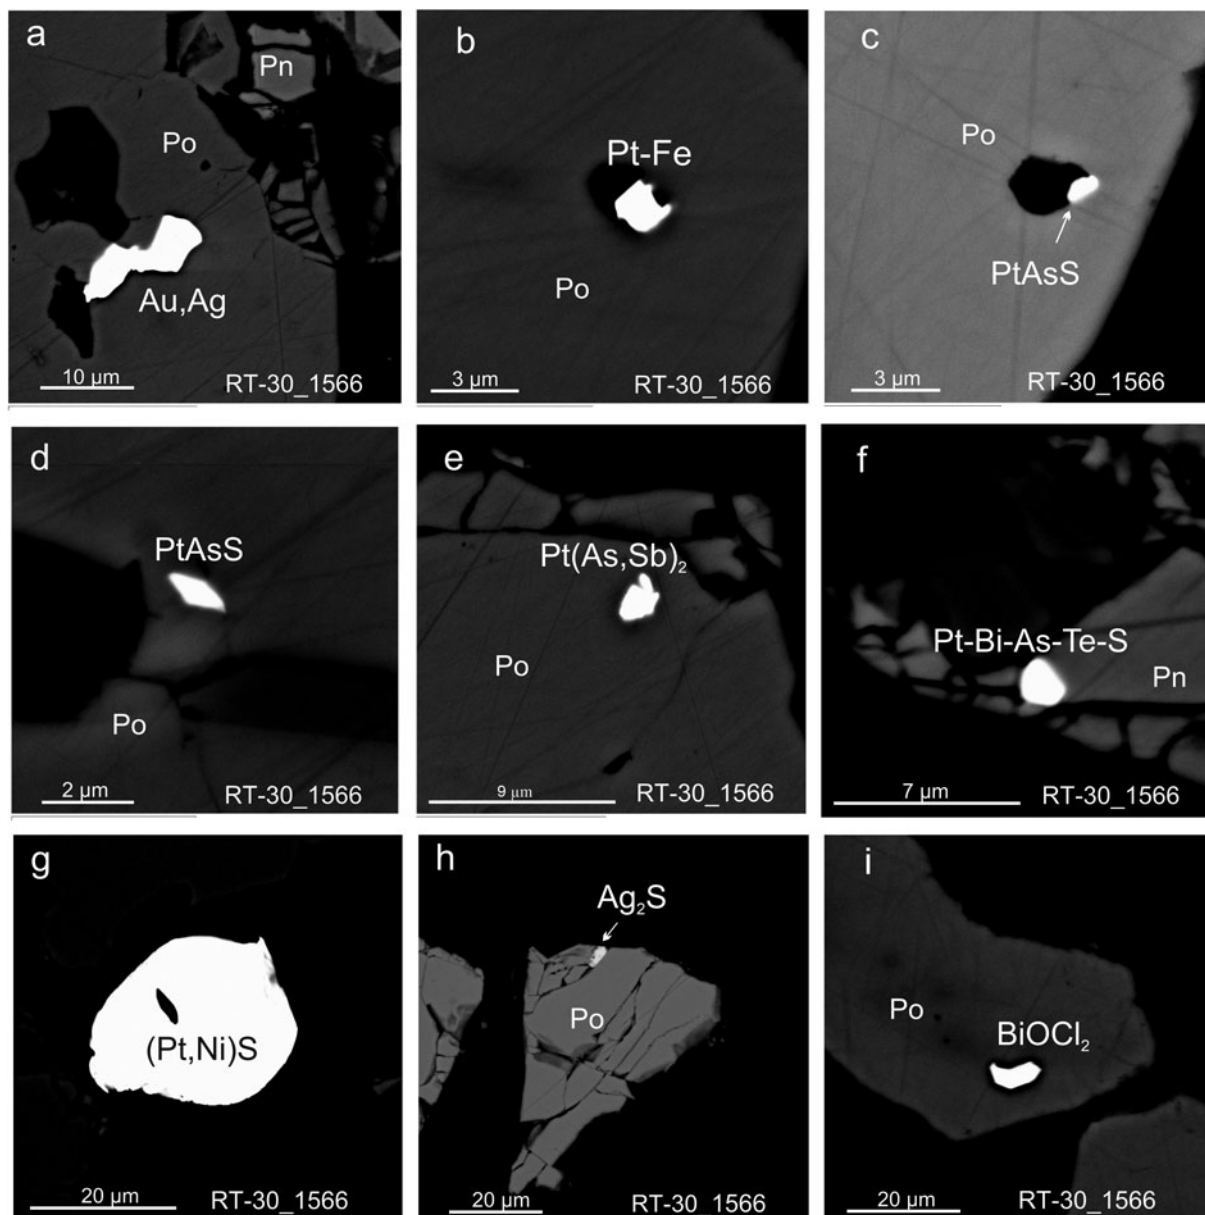 a
Pn
Po
Au,Ag
10 µm
RT-30_1566
b
Pt-Fe
Po
3 µm
RT-30_1566
c
Po
PtAsS
3 µm
RT-30_1566
d
PtAsS
Po
2 µm
RT-30_1566
e
Pt(As,Sb)₂
Po
9 µm
RT-30_1566
f
Pt-Bi-As-Te-S
Pn
7 µm
RT-30_1566
g
(Pt,Ni)S
20 µm
RT-30_1566
h
Ag₂S
Po
20 µm
RT-30_1566
i
Po
BiOCl₂
20 µm
RT-30_1566